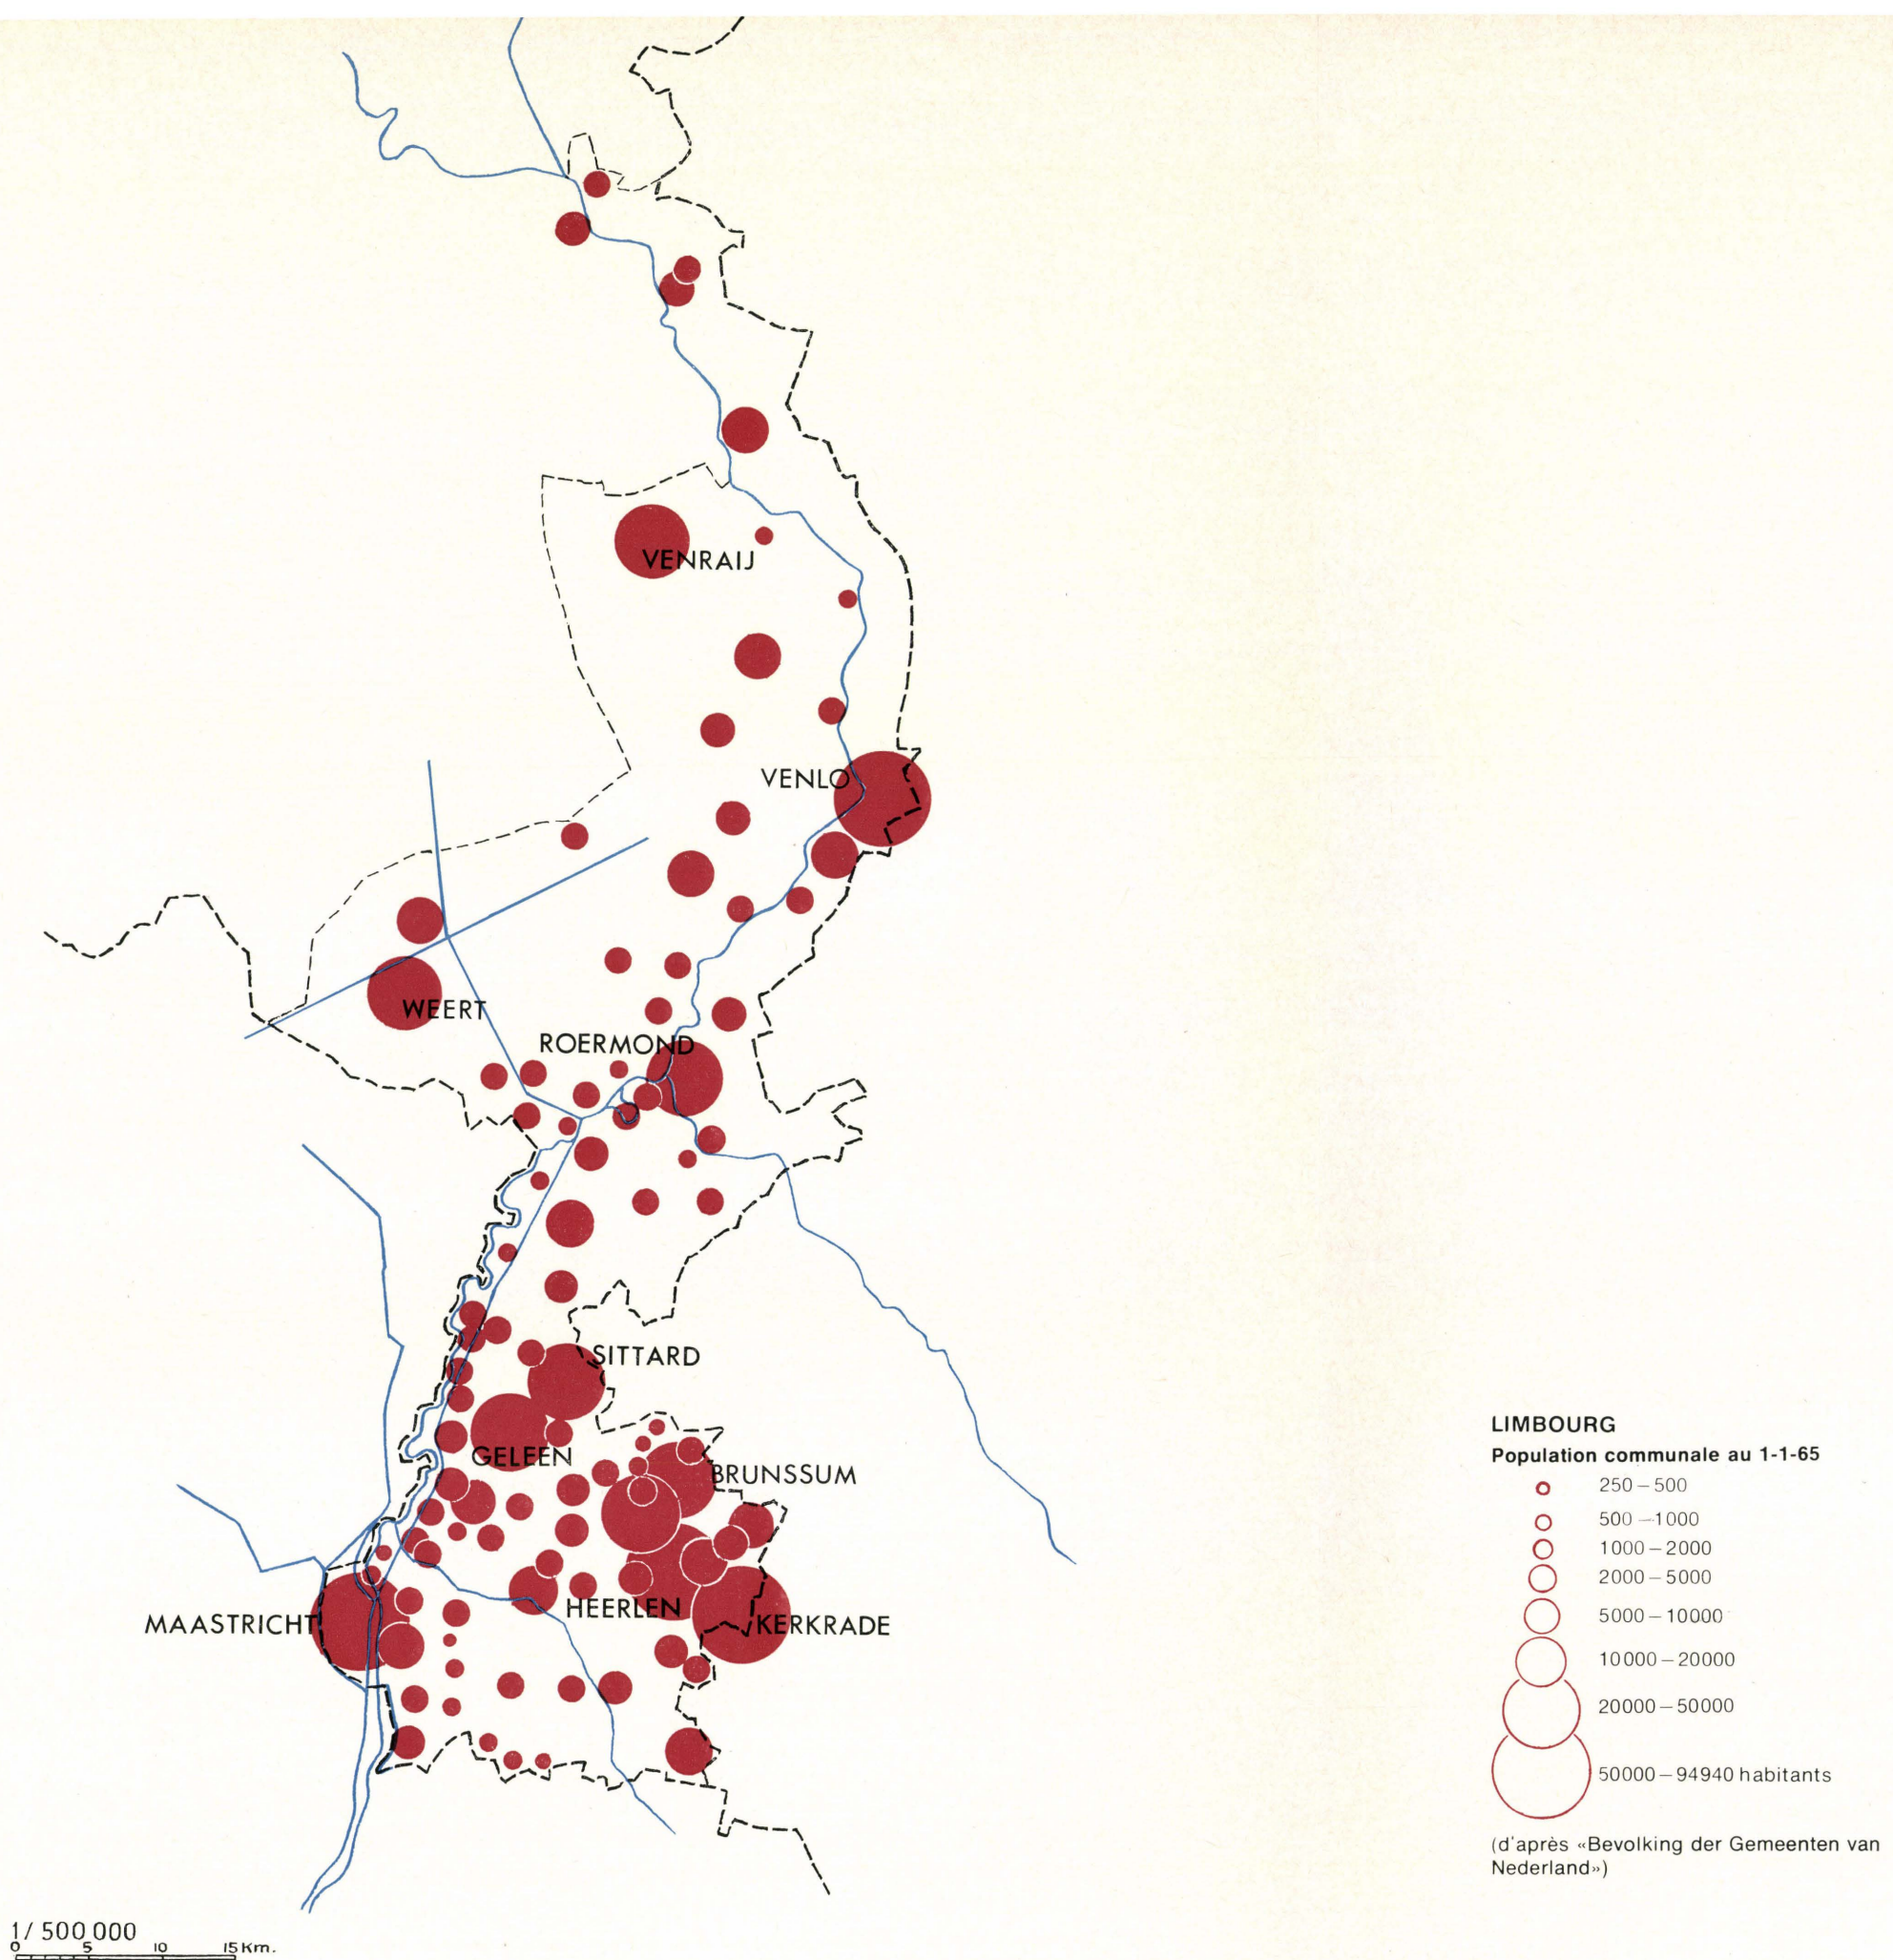 VENRAIJ
VENLO
WEERT
ROERMOND
SITTARD
GELEEN
BRUNSSUM
HEERLEN
MAASTRICHT
KERKRADE
LIMBOURG
Population communale au 1-1-65
250 – 500
500 – 1000
1000 – 2000
2000 – 5000
5000 – 10000
10000 – 20000
20000 – 50000
50000 – 94940 habitants
(d'après «Bevolking der Gemeenten van
Nederland»)
1/ 500 000
0 5 10 15 Km.